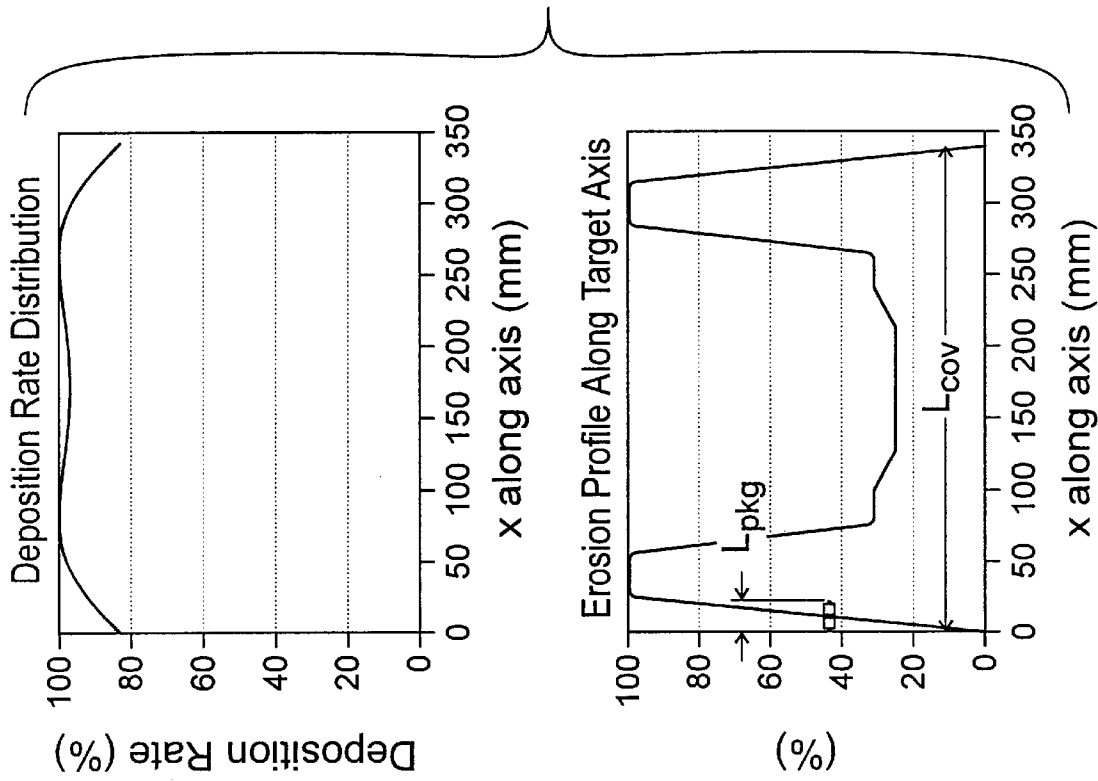 Deposition Rate Distribution
Deposition Rate (%)
100
80
60
40
20
0
0 50 100 150 200 250 300 350
x along axis (mm)
Erosion Profile Along Target Axis
(%)
100
80
60
40
20
0
Lpkg
Lcov
0 50 100 150 200 250 300 350
x along axis (mm)